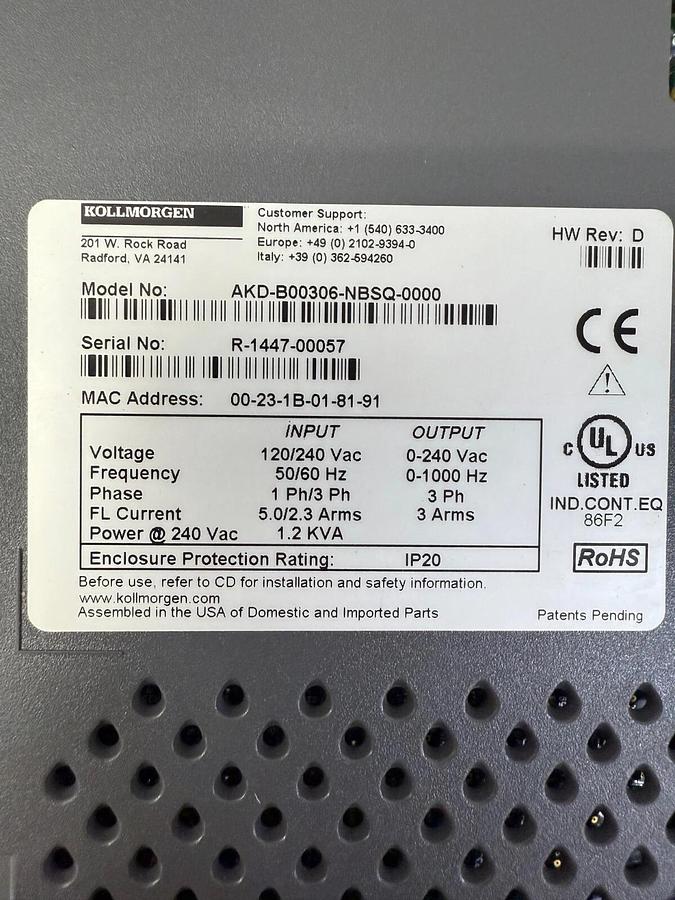 KOLLMORGEN
201 W. Rock Road
Radford, VA 24141
Customer Support:
North America: +1 (540) 633-3400
Europe: +49 (0) 2102-9394-0
Italy: +39 (0) 362-594260
HW Rev: D
Model No: AKD-B00306-NBSQ-0000
Serial No: R-1447-00057
MAC Address: 00-23-1B-01-81-91
CE
INPUT OUTPUT
Voltage 120/240 Vac 0-240 Vac
Frequency 50/60 Hz 0-1000 Hz
Phase 1 Ph/3 Ph 3 Ph
FL Current 5.0/2.3 Arms 3 Arms
Power @ 240 Vac 1.2 KVA
Enclosure Protection Rating: IP20
C UL US
LISTED
IND.CONT.EQ
86F2
RoHS
Before use, refer to CD for installation and safety information.
www.kollmorgen.com
Assembled in the USA of Domestic and Imported Parts
Patents Pending